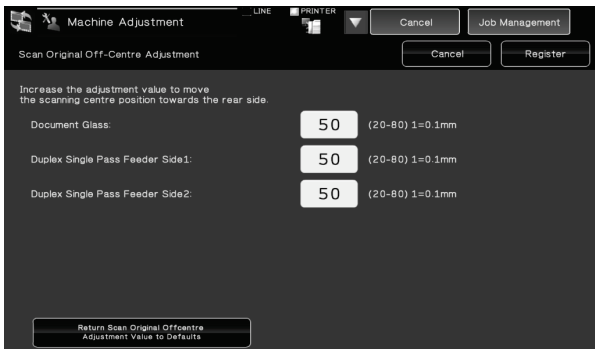 LINE
PRINTER
Machine Adjustment
Cancel
Job Management
Scan Original Off-Centre Adjustment
Cancel
Register
Increase the adjustment value to move
the scanning centre position towards the rear side.
Document Glass:
50
(20-80) 1=0.1mm
Duplex Single Pass Feeder Side1:
50
(20-80) 1=0.1mm
Duplex Single Pass Feeder Side2:
50
(20-80) 1=0.1mm
Return Scan Original Offcentre
Adjustment Value to Defaults